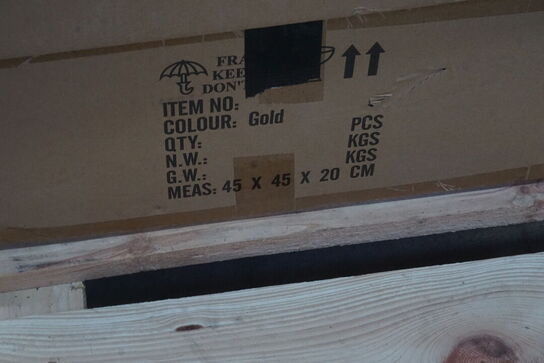 FRA
KEE
DON'T
ITEM NO:
COLOUR: Gold
QTY: PCS
N.W.: KGS
G.W.: KGS
MEAS: 45 X 45 X 20 CM